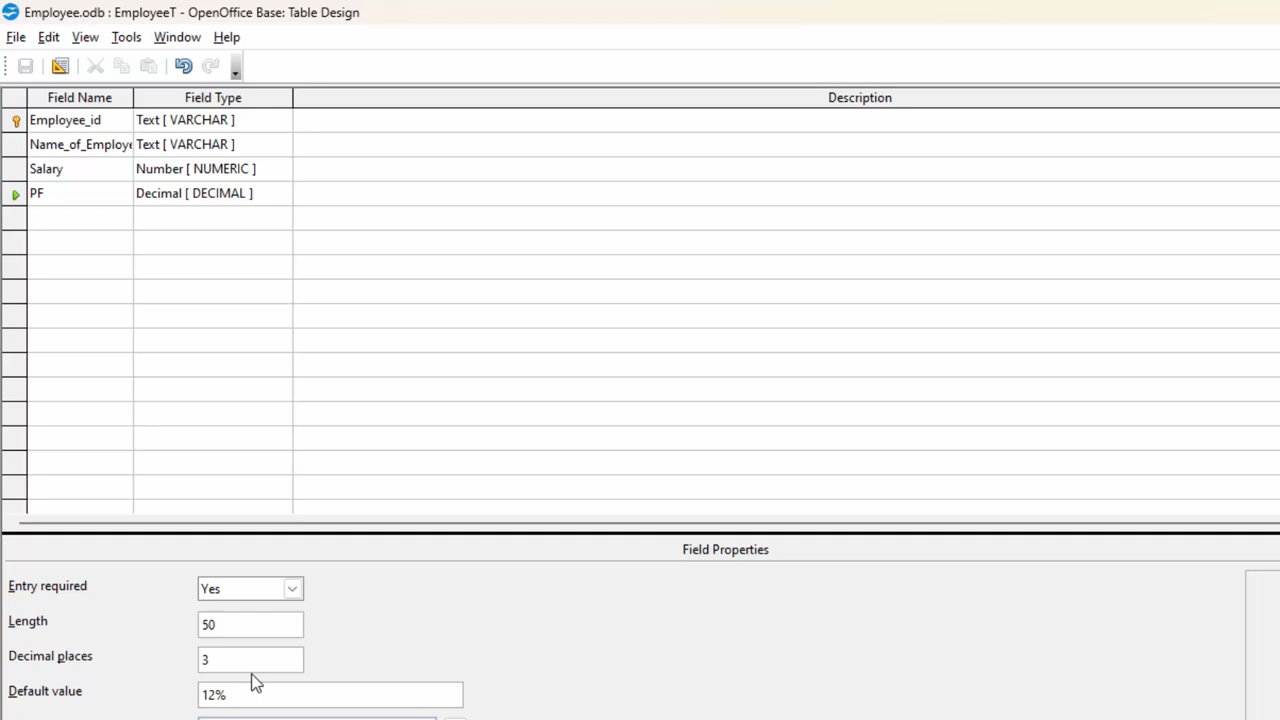 Employee.odb : EmployeeT - OpenOffice Base: Table Design
File Edit View Tools Window Help
Field Name Field Type Description
Employee_id Text [ VARCHAR ]
Name_of_Employe Text [ VARCHAR ]
Salary Number [ NUMERIC ]
PF Decimal [ DECIMAL ]
Field Properties
Entry required Yes
Length 50
Decimal places 3
Default value 12%